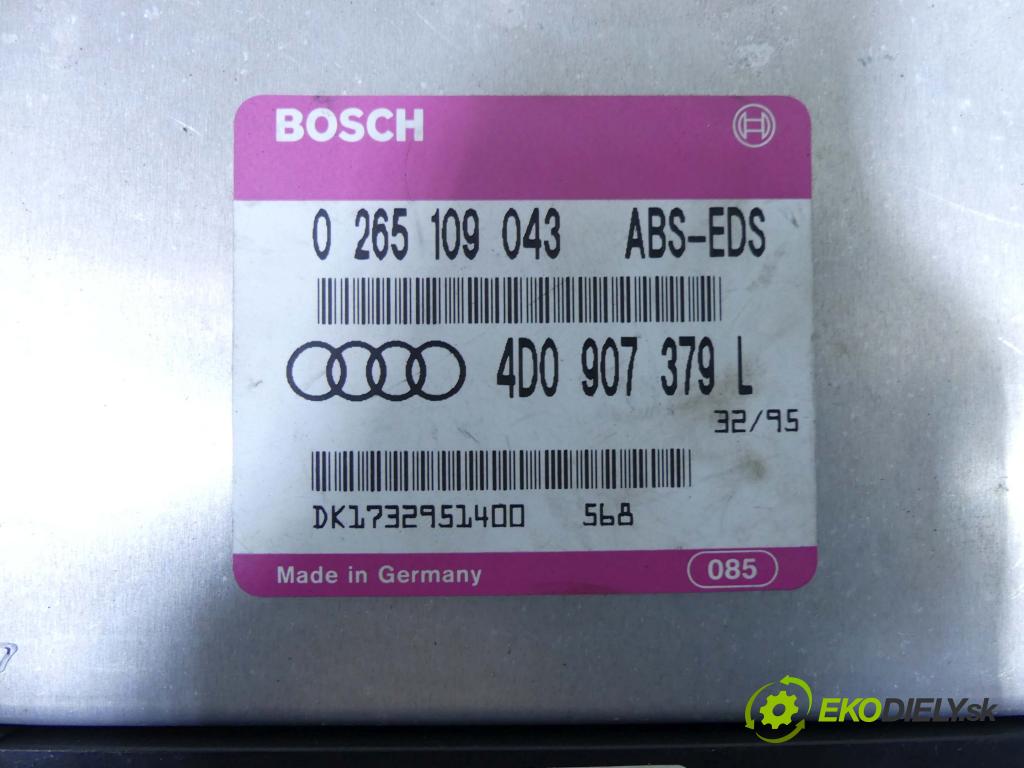 BOSCH
0 265 109 043 ABS-EDS
4D0 907 379 L
32/95
DK1732951400 568
Made in Germany 085
EKODIELY.sk